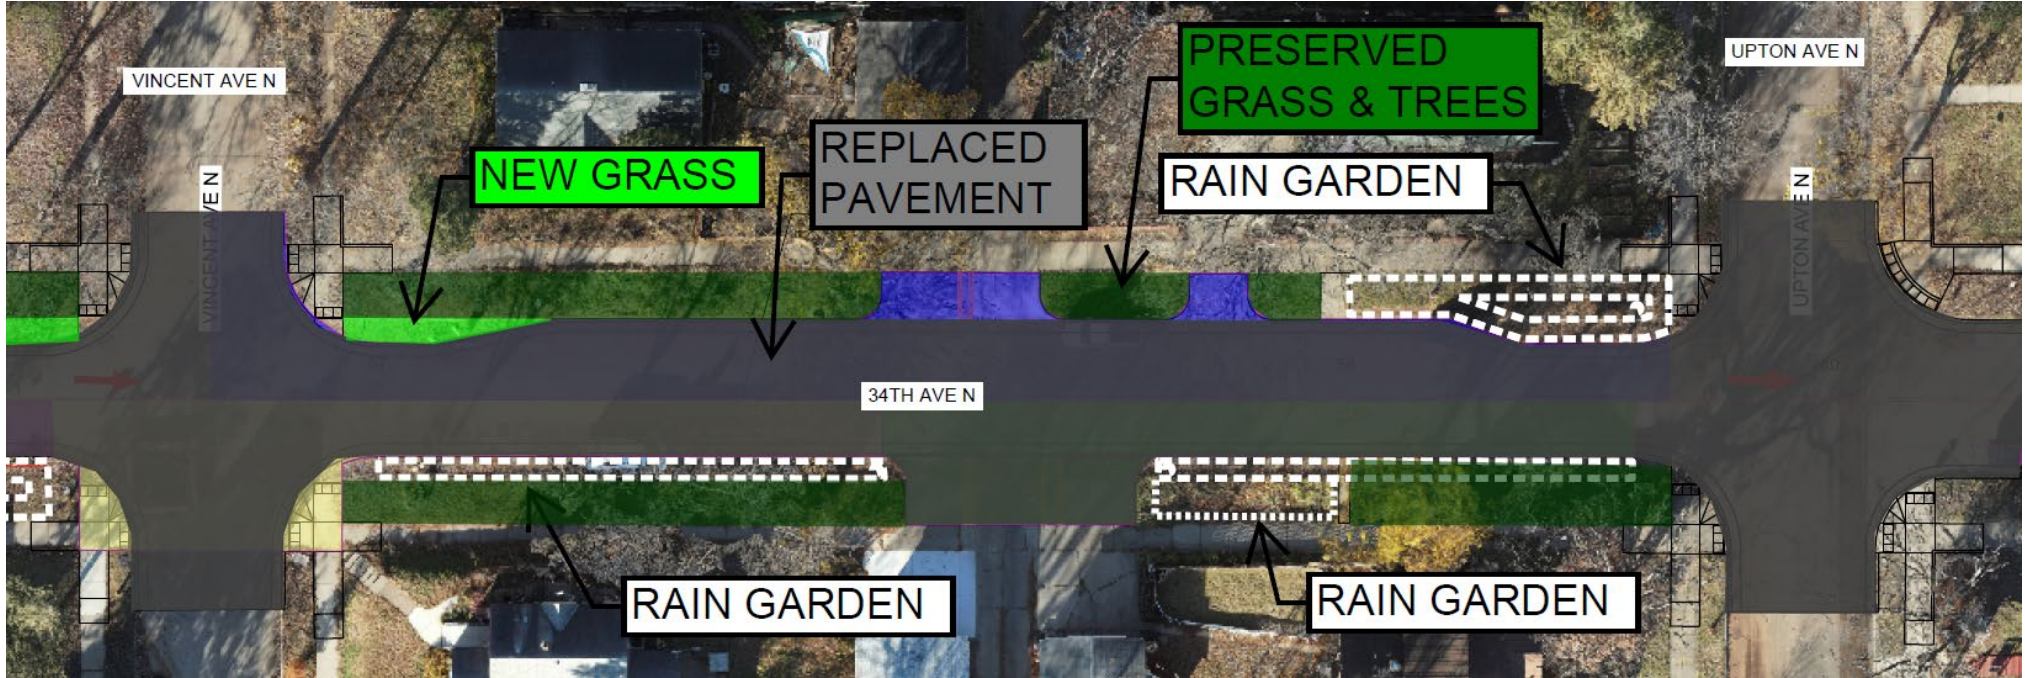 PRESERVED
GRASS & TREES
UPTON AVE N
VINCENT AVE N
REPLACED
PAVEMENT
NEW GRASS
RAIN GARDEN
VINCENT AVE N
UPTON AVE N
34TH AVE N
RAIN GARDEN
RAIN GARDEN